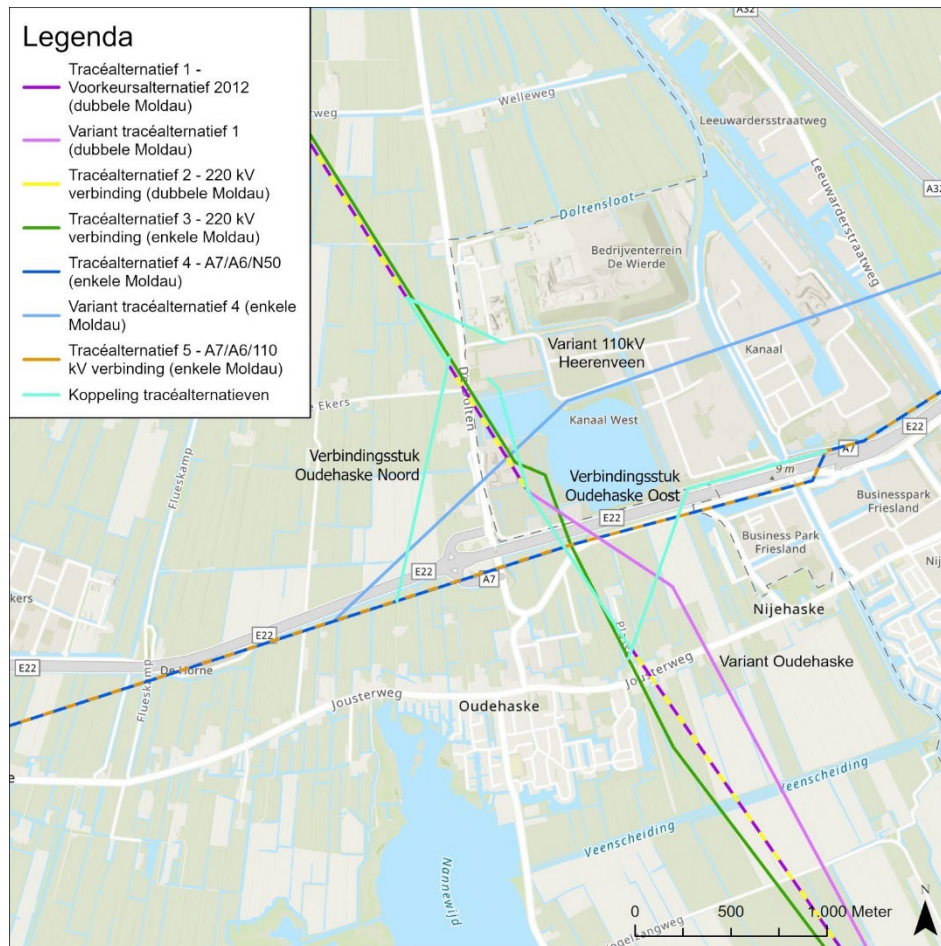 Legenda
Tracéalternatief 1 -
Voorkeursalternatief 2012
(dubbele Moldau)
Variant tracéalternatief 1
(dubbele Moldau)
Tracéalternatief 2 - 220 kV
verbinding (dubbele Moldau)
Tracéalternatief 3 - 220 kV
verbinding (enkele Moldau)
Tracéalternatief 4 - A7/A6/N50
(enkele Moldau)
Variant tracéalternatief 4 (enkele
Moldau)
Tracéalternatief 5 - A7/A6/110
kV verbinding (enkele Moldau)
Koppeling tracéalternatieven
A32
Welleweg
Leeuwardersstraatweg
Leeuwarderstraatweg
A32
Doltensloot
Bedrijventerrein
De Wierde
Variant 110kV
Heerenveen
Kanaal
Kanaal West
Verbindingsstuk
Oudehaske Noord
Verbindingsstuk
Oudehaske Oost
Flueskamp
E22
A7
9 m
E22
Businesspark
Friesland
Business Park
Friesland
E22
A7
E22
E22
De Horne
Flueskamp
Nijehaske
Variant Oudehaske
Jousterweg
Jousterweg
Oudehaske
Veenscheiding
Veenscheiding
Nannewijd
N
0 500 1.000 Meter